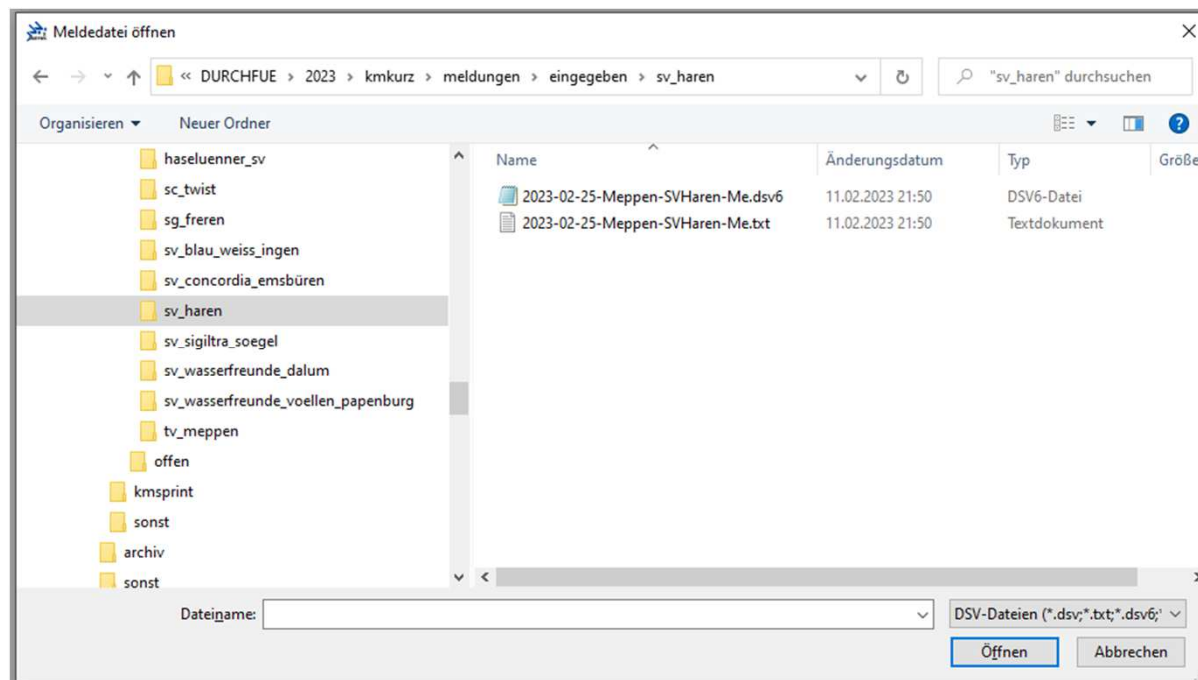 Meldedatei öffnen
« DURCHFUE › 2023 › kmkurz › meldungen › eingegeben › sv_haren
"sv_haren" durchsuchen
Organisieren Neuer Ordner
haseluenner_sv
sc_twist
sg_freren
sv_blau_weiss_ingen
sv_concordia_emsbüren
sv_haren
sv_sigiltra_soegel
sv_wasserfreunde_dalum
sv_wasserfreunde_voellen_papenburg
tv_meppen
offen
kmsprint
sonst
archiv
sonst
Name Änderungsdatum Typ Größe
2023-02-25-Meppen-SVHaren-Me.dsv6 11.02.2023 21:50 DSV6-Datei
2023-02-25-Meppen-SVHaren-Me.txt 11.02.2023 21:50 Textdokument
Dateiname:
DSV-Dateien (*.dsv;*.txt;*.dsv6;
Öffnen Abbrechen